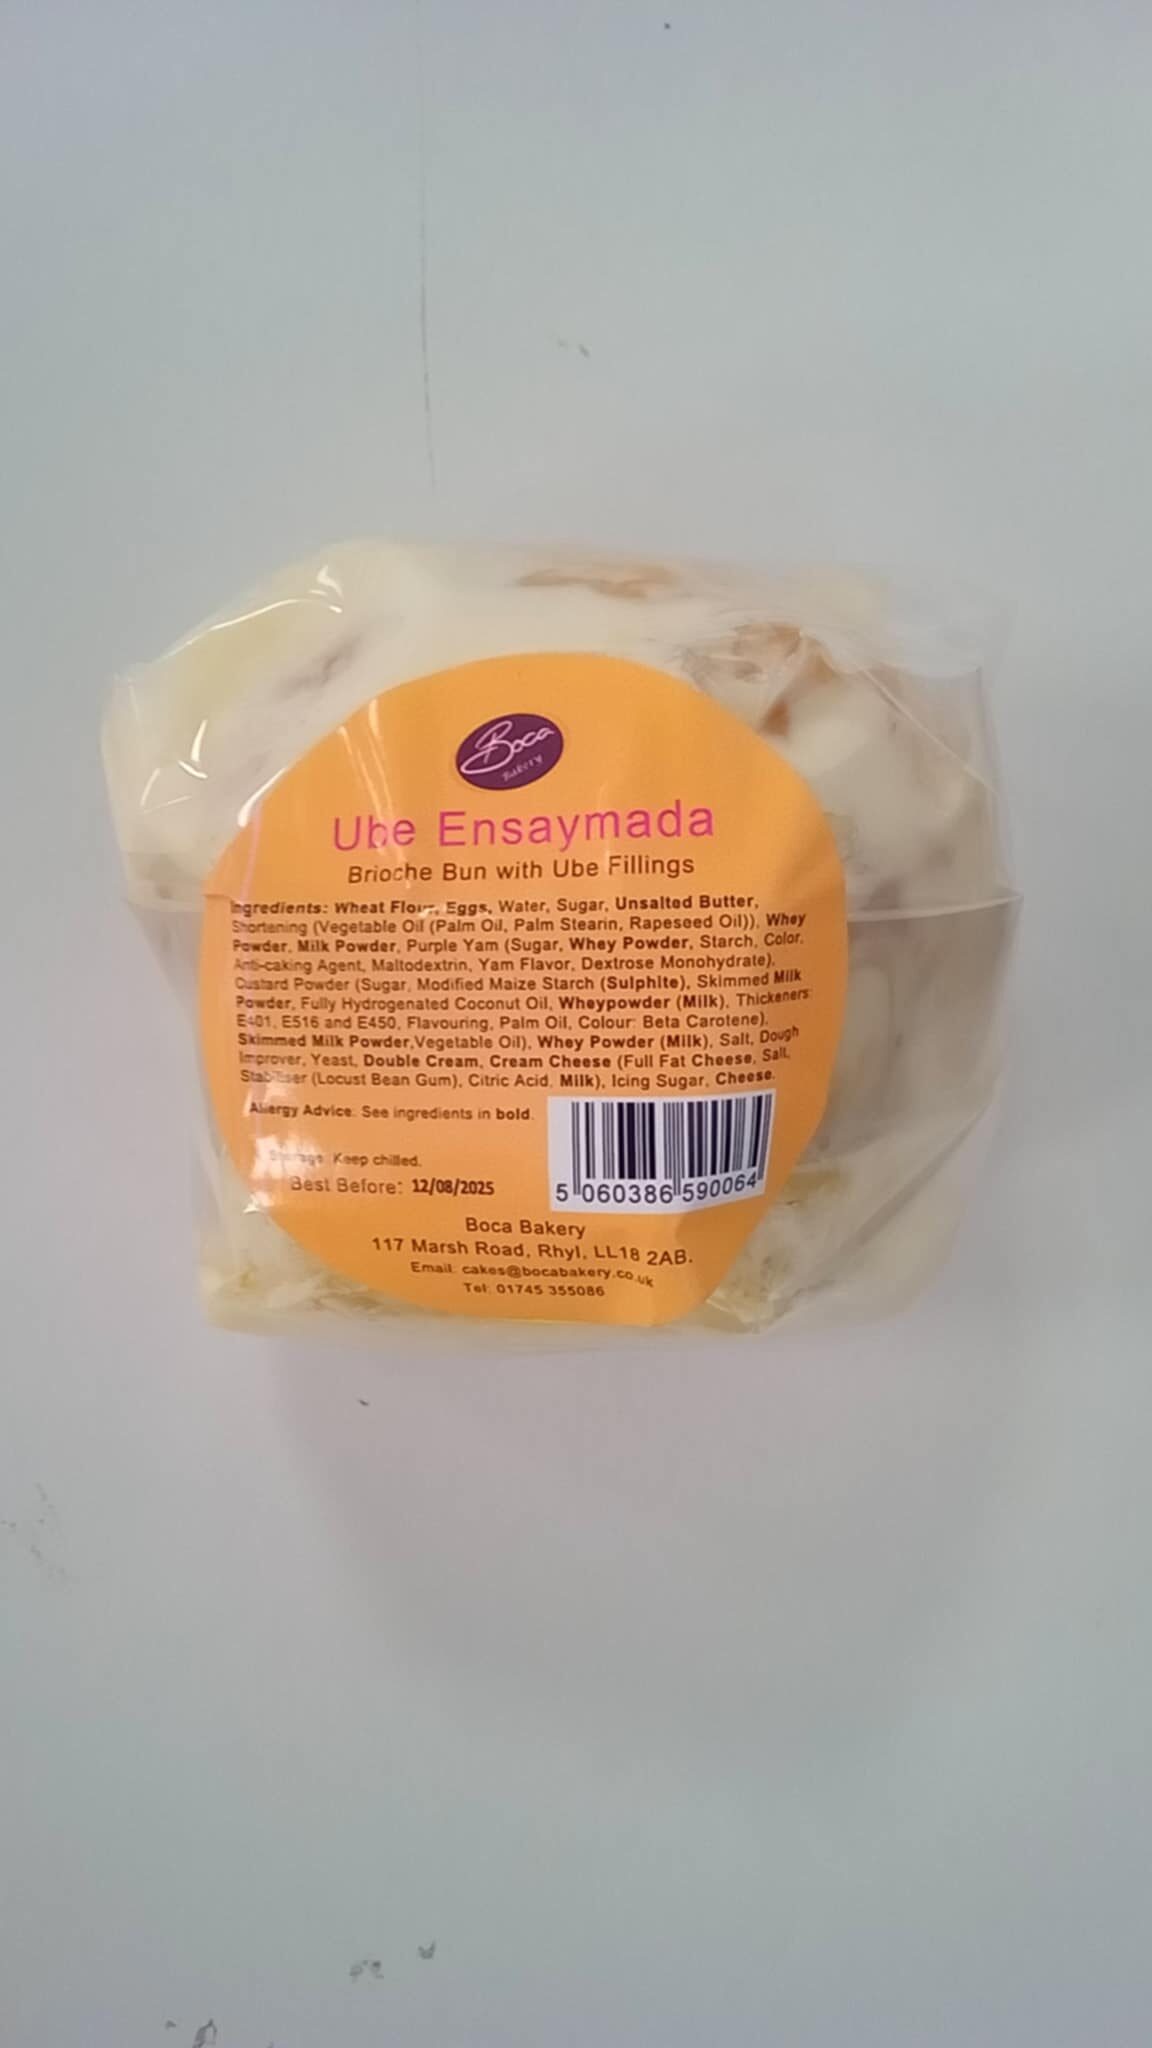 Boca
BAKERY
Ube Ensaymada
Brioche Bun with Ube Fillings
Ingredients: Wheat Flour, Eggs, Water, Sugar, Unsalted Butter,
Shortening (Vegetable Oil (Palm Oil, Palm Stearin, Rapeseed Oil)), Whey
Powder, Milk Powder, Purple Yam (Sugar, Whey Powder, Starch, Color,
Anti-caking Agent, Maltodextrin, Yam Flavor, Dextrose Monohydrate),
Custard Powder (Sugar, Modified Maize Starch (Sulphite), Skimmed Milk
Powder, Fully Hydrogenated Coconut Oil, Wheypowder (Milk), Thickeners:
E401, E516 and E450, Flavouring, Palm Oil, Colour: Beta Carotene),
Skimmed Milk Powder,Vegetable Oil), Whey Powder (Milk), Salt, Dough
Improver, Yeast, Double Cream, Cream Cheese (Full Fat Cheese, Salt,
Stabiliser (Locust Bean Gum), Citric Acid, Milk), Icing Sugar, Cheese.
Allergy Advice: See ingredients in bold.
Storage: Keep chilled.
Best Before: 12/08/2025
5 060386 590064
Boca Bakery
117 Marsh Road, Rhyl, LL18 2AB.
Email: cakes@bocabakery.co.uk
Tel: 01745 355086